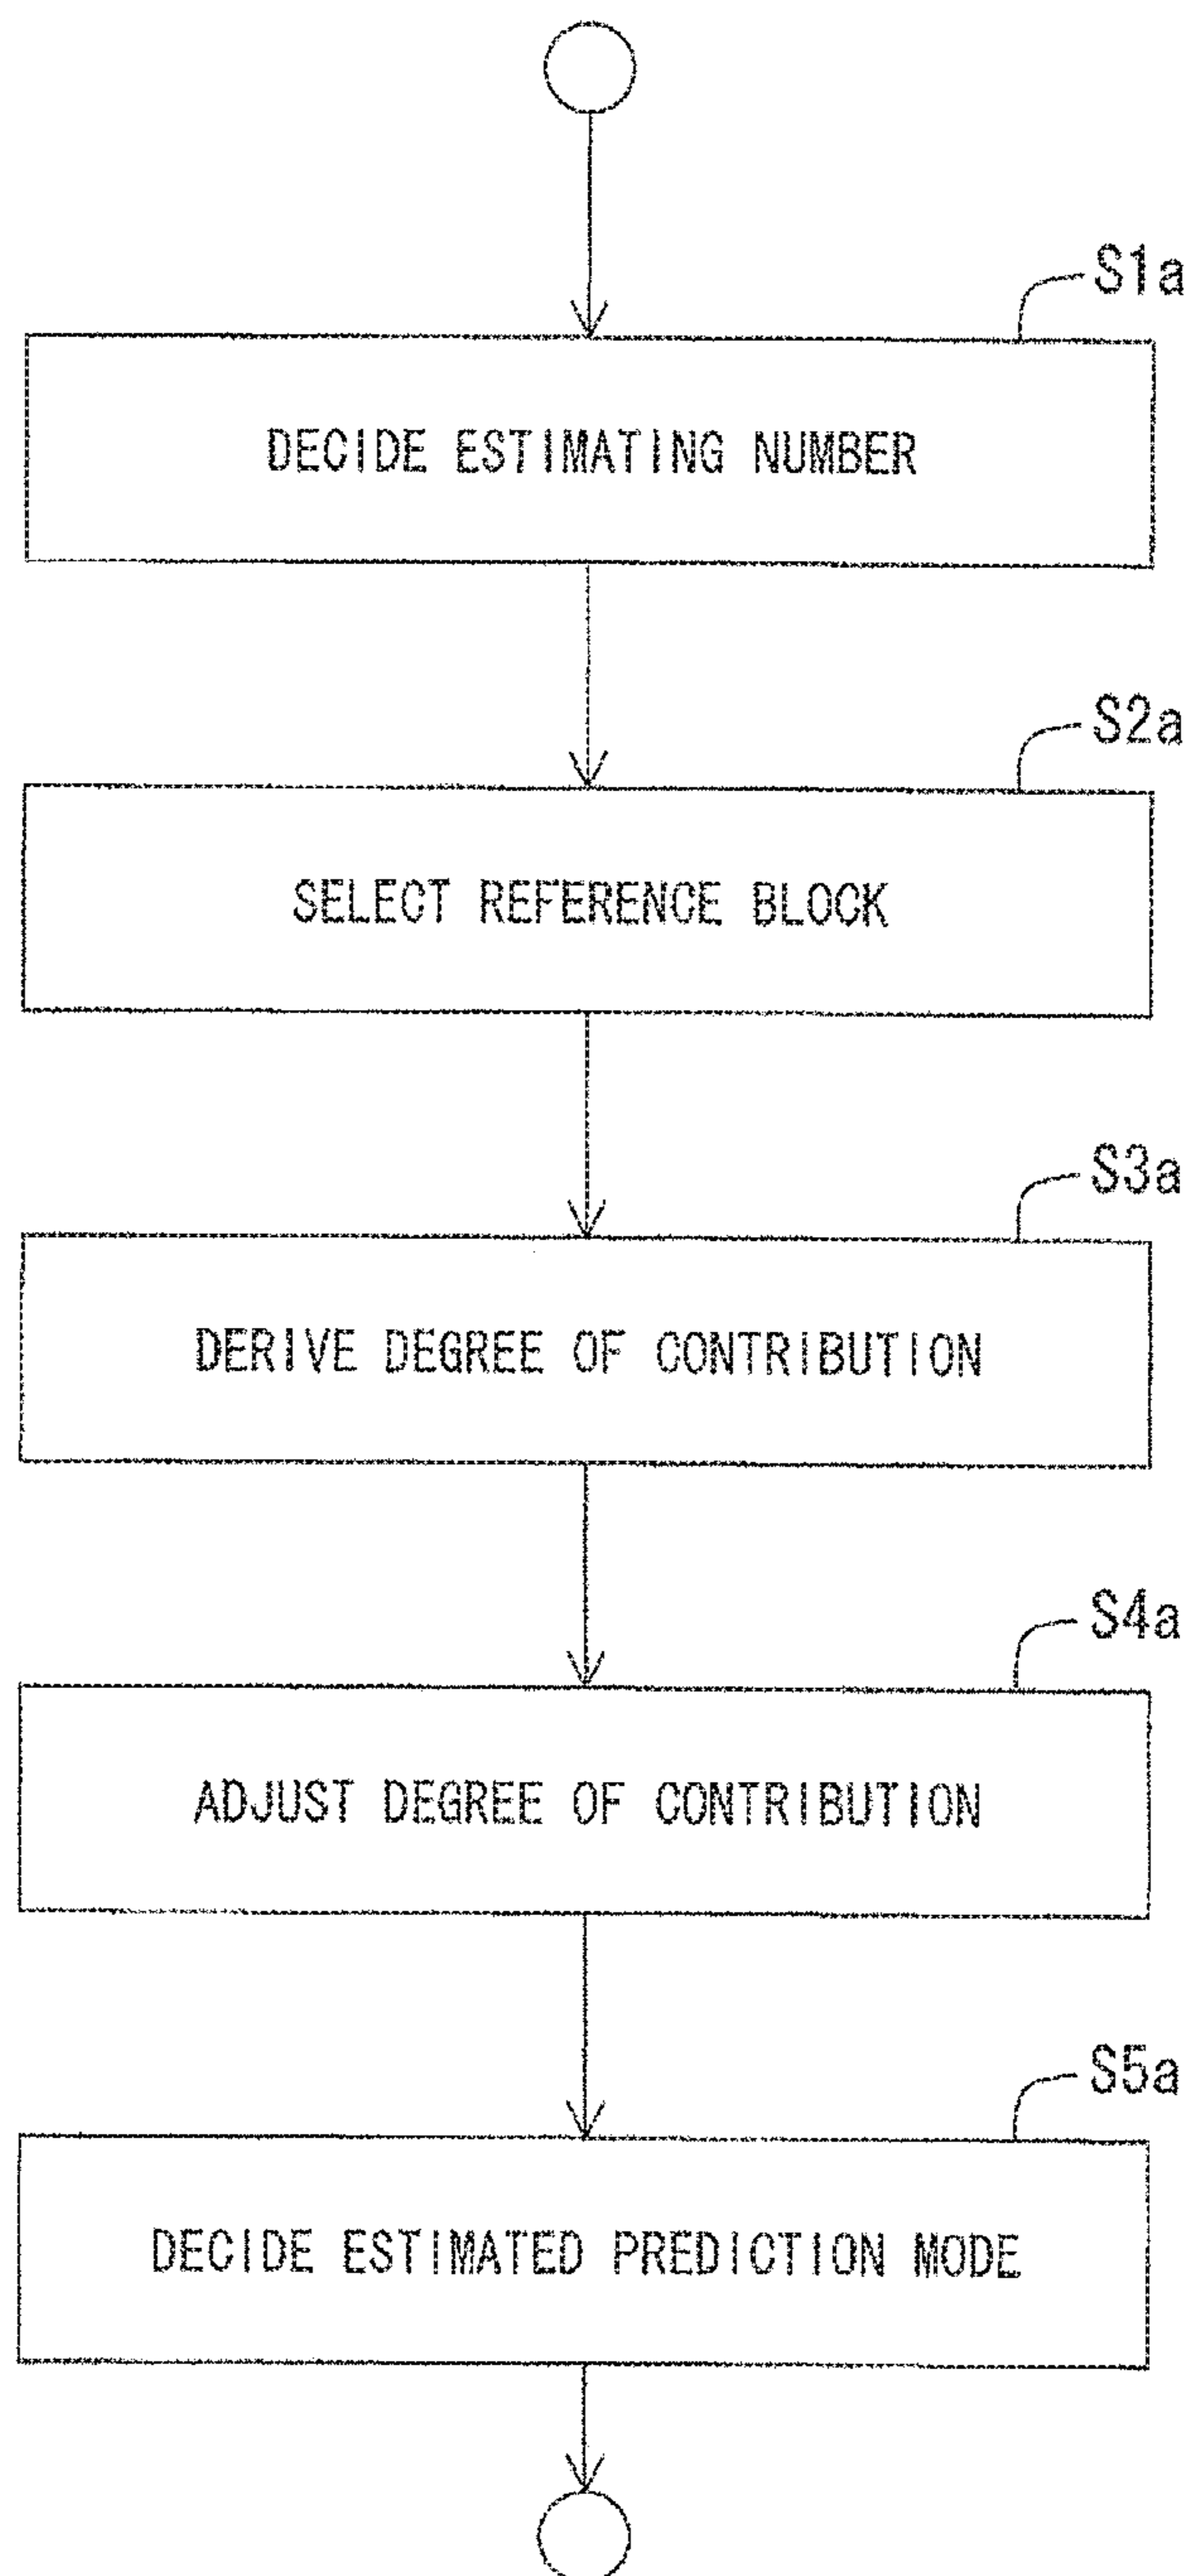 S1a
DECIDE ESTIMATING NUMBER
S2a
SELECT REFERENCE BLOCK
S3a
DERIVE DEGREE OF CONTRIBUTION
S4a
ADJUST DEGREE OF CONTRIBUTION
S5a
DECIDE ESTIMATED PREDICTION MODE